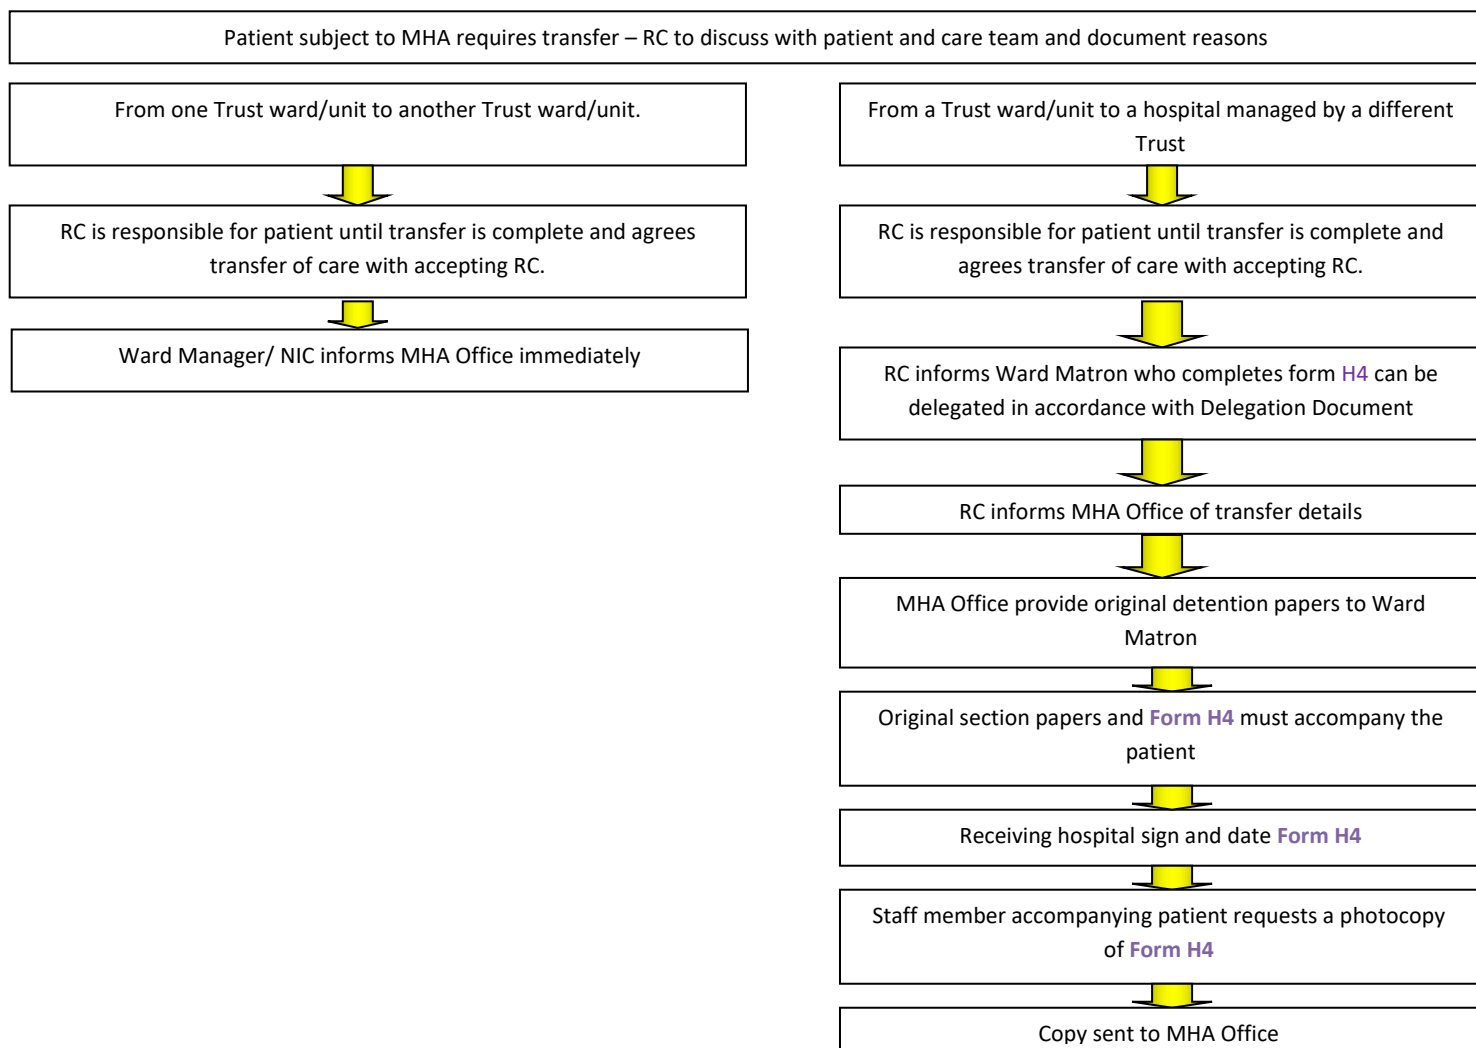 Patient subject to MHA requires transfer – RC to discuss with patient and care team and document reasons
From one Trust ward/unit to another Trust ward/unit.
RC is responsible for patient until transfer is complete and agrees
transfer of care with accepting RC.
Ward Manager/ NIC informs MHA Office immediately
From a Trust ward/unit to a hospital managed by a different
Trust
RC is responsible for patient until transfer is complete and
agrees transfer of care with accepting RC.
RC informs Ward Matron who completes form H4 can be
delegated in accordance with Delegation Document
RC informs MHA Office of transfer details
MHA Office provide original detention papers to Ward
Matron
Original section papers and Form H4 must accompany the
patient
Receiving hospital sign and date Form H4
Staff member accompanying patient requests a photocopy
of Form H4
Copy sent to MHA Office